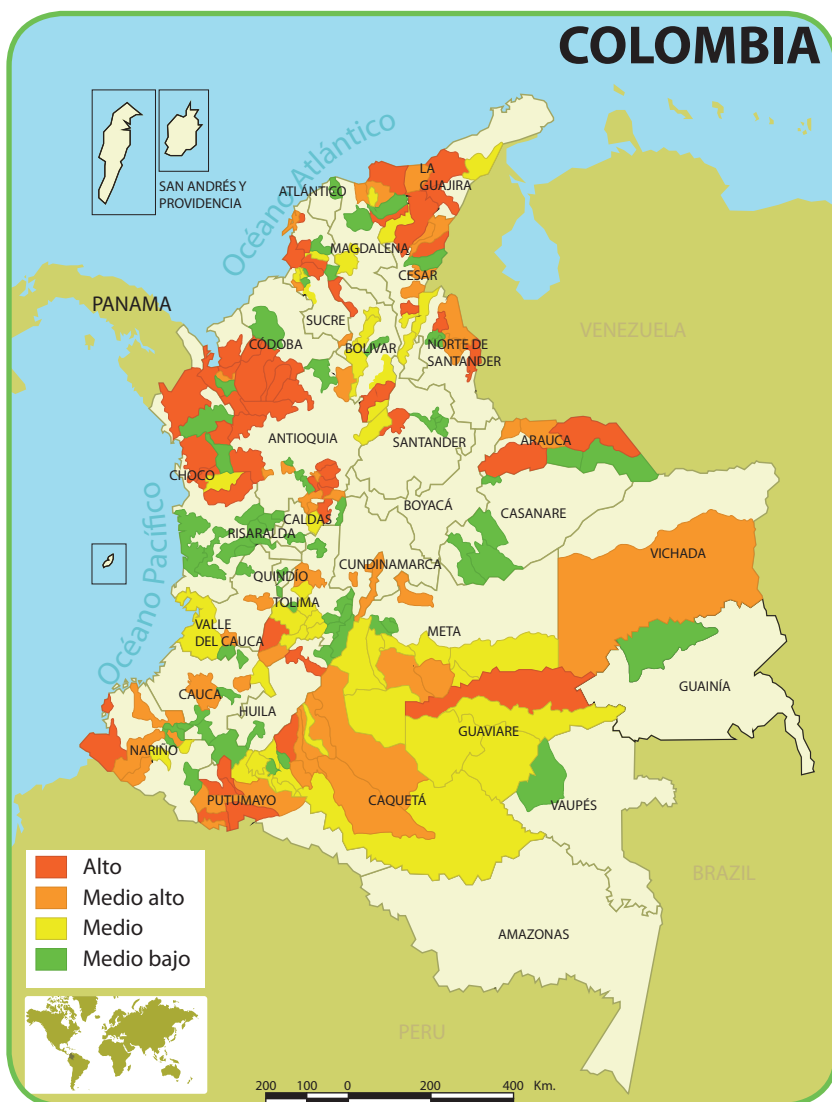 COLOMBIA
SAN ANDRÉS Y
PROVIDENCIA
Océano Atlántico
ATLÁNTICO
LA
GUAJIRA
MAGDALENA
CESAR
PANAMA
SUCRE
VENEZUELA
CÓDOBA
BOLIVAR
NORTE DE
SANTANDER
ANTIOQUIA
SANTANDER
ARAUCA
CHOCO
BOYACÁ
CASANARE
CALDAS
RISARALDA
VICHADA
Océano Pacífico
QUINDÍO
CUNDINAMARCA
TOLIMA
VALLE
DEL CAUCA
META
GUAINÍA
CAUCA
HUILA
GUAVIARE
NARIÑO
PUTUMAYO
CAQUETÁ
VAUPÉS
BRAZIL
AMAZONAS
PERU
Alto
Medio alto
Medio
Medio bajo
200 100 0 200 400 Km.